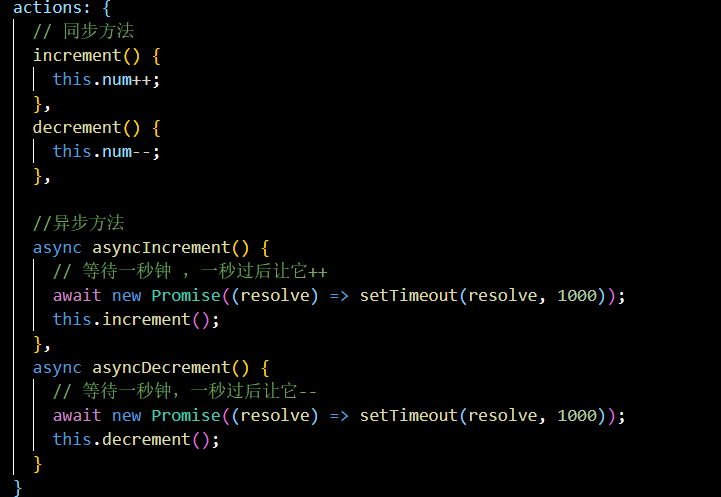 actions: {
// 同步方法
increment() {
this.num++;
},
decrement() {
this.num--;
},
//异步方法
async asyncIncrement() {
// 等待一秒钟 ，一秒过后让它++
await new Promise((resolve) => setTimeout(resolve, 1000));
this.increment();
},
async asyncDecrement() {
// 等待一秒钟，一秒过后让它--
await new Promise((resolve) => setTimeout(resolve, 1000));
this.decrement();
}
}